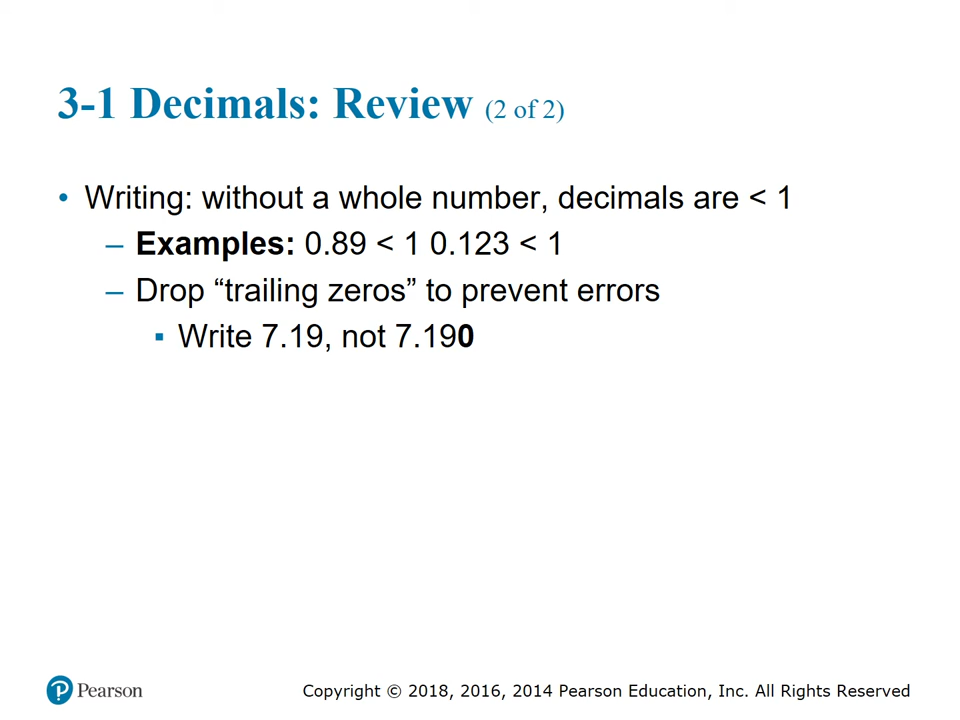 3-1 Decimals: Review (2 of 2)
• Writing: without a whole number, decimals are < 1
– Examples: 0.89 < 1 0.123 < 1
– Drop “trailing zeros” to prevent errors
▪ Write 7.19, not 7.190
Pearson
Copyright © 2018, 2016, 2014 Pearson Education, Inc. All Rights Reserved